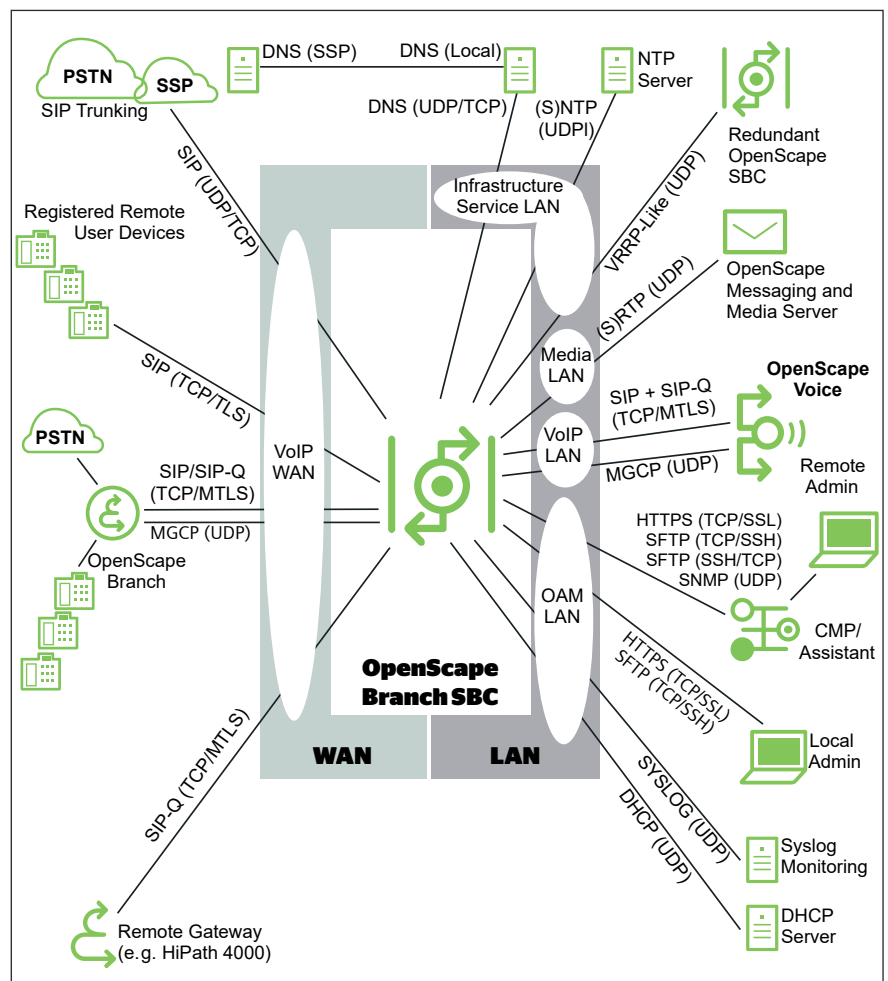 DNS (SSP)
DNS (Local)
NTP
Server
PSTN
SSP
SIP Trunking
DNS (UDP/TCP)
(S)NTP
(UDPI)
Redundant
OpenScape
SBC
SIP (UDP/TCP)
Infrastructure
Service LAN
VRRP-Like (UDP)
Registered Remote
User Devices
OpenScape
Messaging and
Media Server
(S)RTP (UDP)
SIP (TCP/TLS)
Media
LAN
OpenScape
Voice
SIP + SIP-Q
(TCP/MTLS)
PSTN
VoIP
WAN
VoIP
LAN
SIP/SIP-Q
(TCP/MTLS)
MGCP (UDP)
MGCP (UDP)
Remote
Admin
OpenScape
Branch
HTTPS (TCP/SSL)
SFTP (TCP/SSH)
SFTP (SSH/TCP)
SNMP (UDP)
OAM
LAN
CMP/
Assistant
HTTPS (TCP/SSL)
SFTP (TCP/SSH)
OpenScape
Branch SBC
WAN
LAN
Local
Admin
SIP-Q (TCP/MTLS)
SYSLOG (UDP)
DHCP (UDP)
Syslog
Monitoring
Remote Gateway
(e.g. HiPath 4000)
DHCP
Server